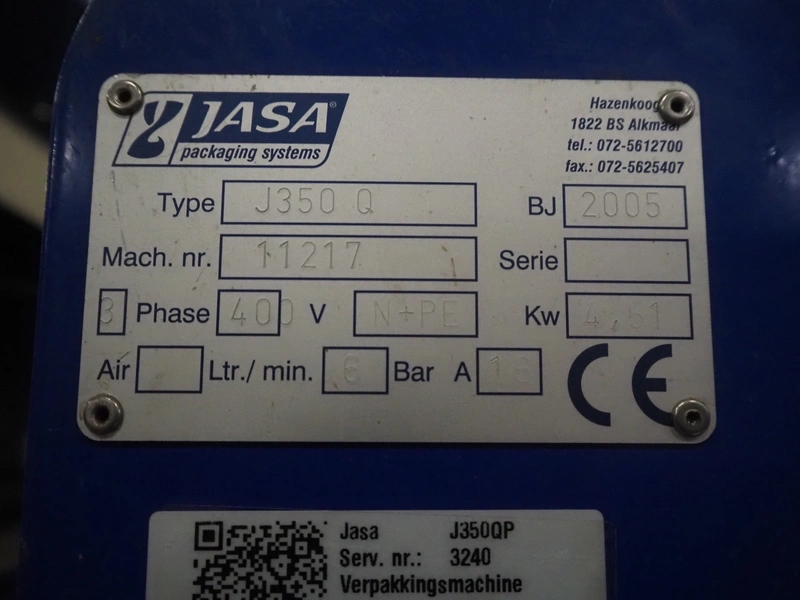 JASA®
packaging systems
Hazenkoog
1822 BS Alkmaar
tel.: 072-5612700
fax.: 072-5625407
Type J350 Q BJ 2005
Mach. nr. 11217 Serie
3 Phase 400 V N+PE Kw 4,51
Air Ltr./ min. 6 Bar A 16
CE
Jasa J350QP
Serv. nr.: 3240
Verpakkingsmachine